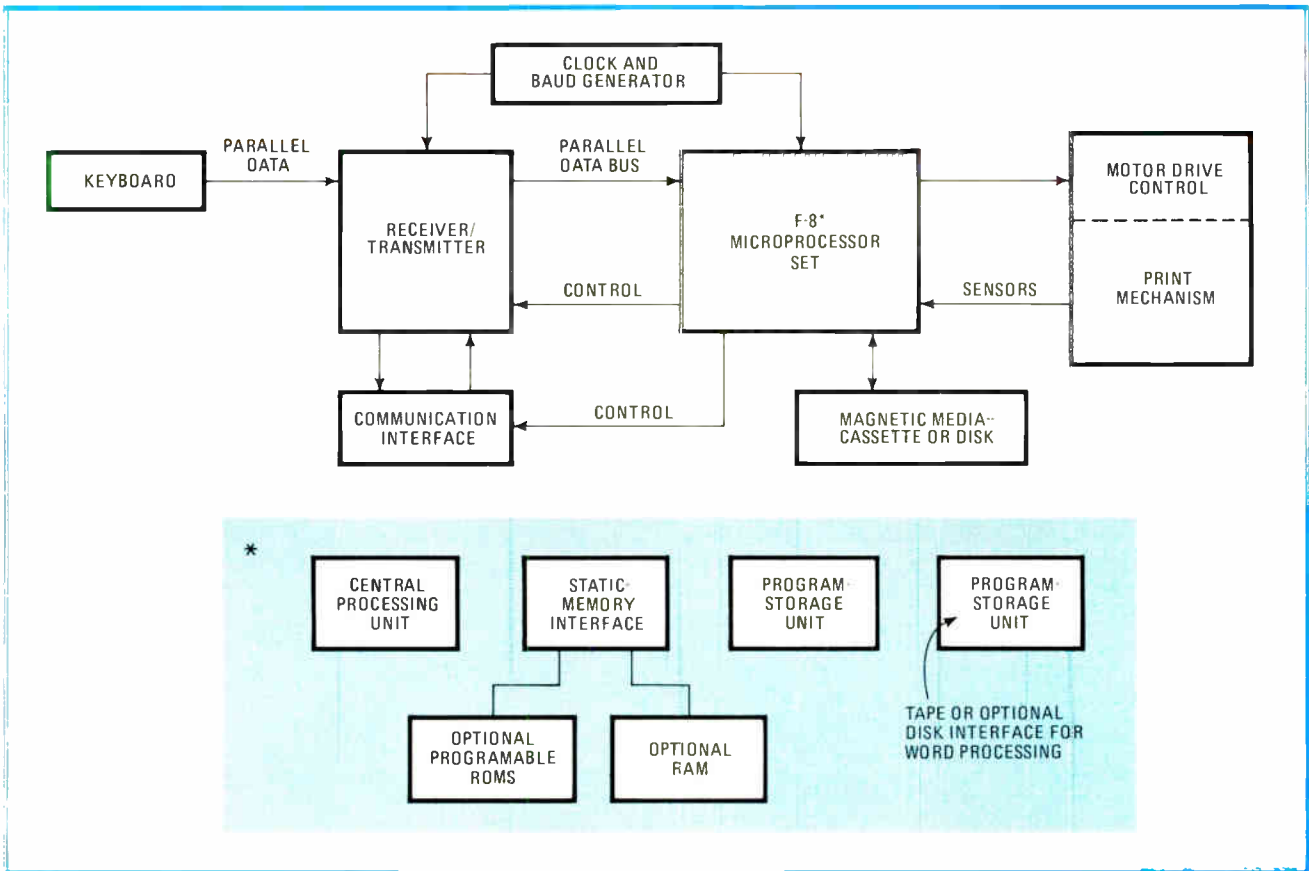 CLOCK AND
BAUD GENERATOR
KEYBOARD
PARALLEL
DATA
RECEIVER/
TRANSMITTER
PARALLEL
DATA BUS
F-8*
MICROPROCESSOR
SET
MOTOR DRIVE
CONTROL
PRINT
MECHANISM
CONTROL
SENSORS
COMMUNICATION
INTERFACE
CONTROL
MAGNETIC MEDIA--
CASSETTE OR DISK
*
CENTRAL
PROCESSING
UNIT
STATIC-
MEMORY
INTERFACE
PROGRAM-
STORAGE
UNIT
PROGRAM-
STORAGE
UNIT
OPTIONAL
PROGRAMABLE
ROMS
OPTIONAL
RAM
TAPE OR OPTIONAL
DISK INTERFACE FOR
WORD PROCESSING